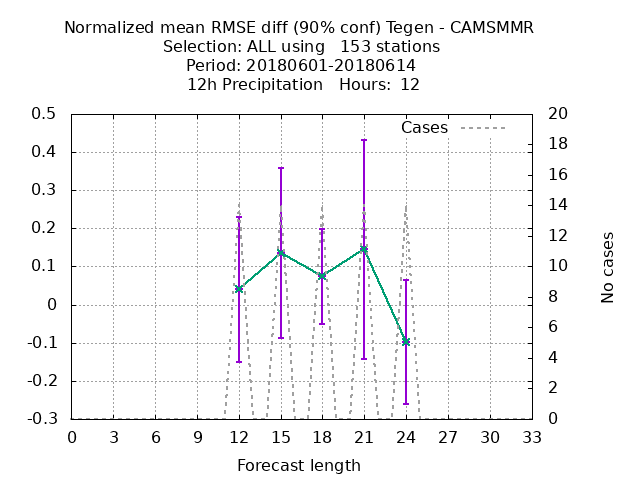 Normalized mean RMSE diff (90% conf) Tegen - CAMSMMR
Selection: ALL using   153 stations
Period: 20180601-20180614
12h Precipitation   Hours:  12
Cases
0.5
0.4
0.3
0.2
0.1
0
-0.1
-0.2
-0.3
20
18
16
14
12
10
8
6
4
2
0
No cases
0 3 6 9 12 15 18 21 24 27 30 33
Forecast length